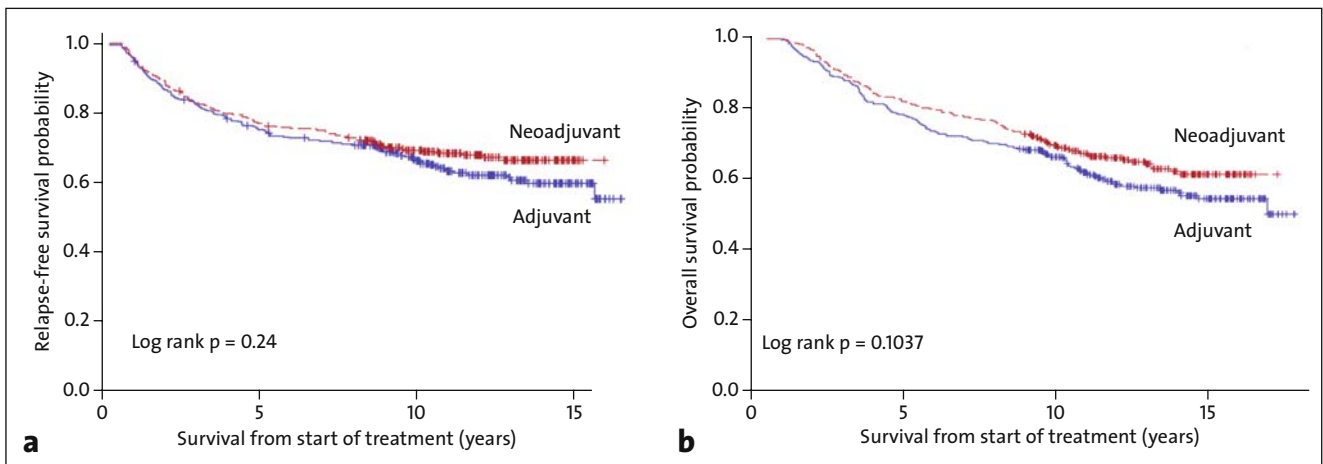 Relapse-free survival probability
1.0
0.8
0.6
0.4
0.2
0.0
Neoadjuvant
Adjuvant
Log rank p = 0.24
0 5 10 15
Survival from start of treatment (years)
a
Overall survival probability
1.0
0.8
0.6
0.4
0.2
0.0
Neoadjuvant
Adjuvant
Log rank p = 0.1037
0 5 10 15
Survival from start of treatment (years)
b